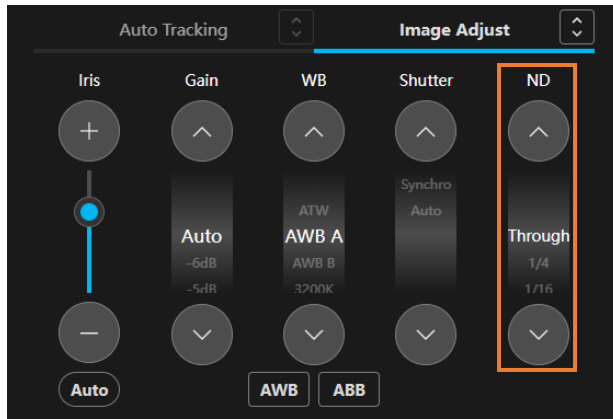 Auto Tracking Image Adjust
Iris Gain WB Shutter ND
Synchro
ATW Auto
Auto AWB A Through
-6dB AWB B 1/4
-5dB 3200K 1/16
Auto AWB ABB